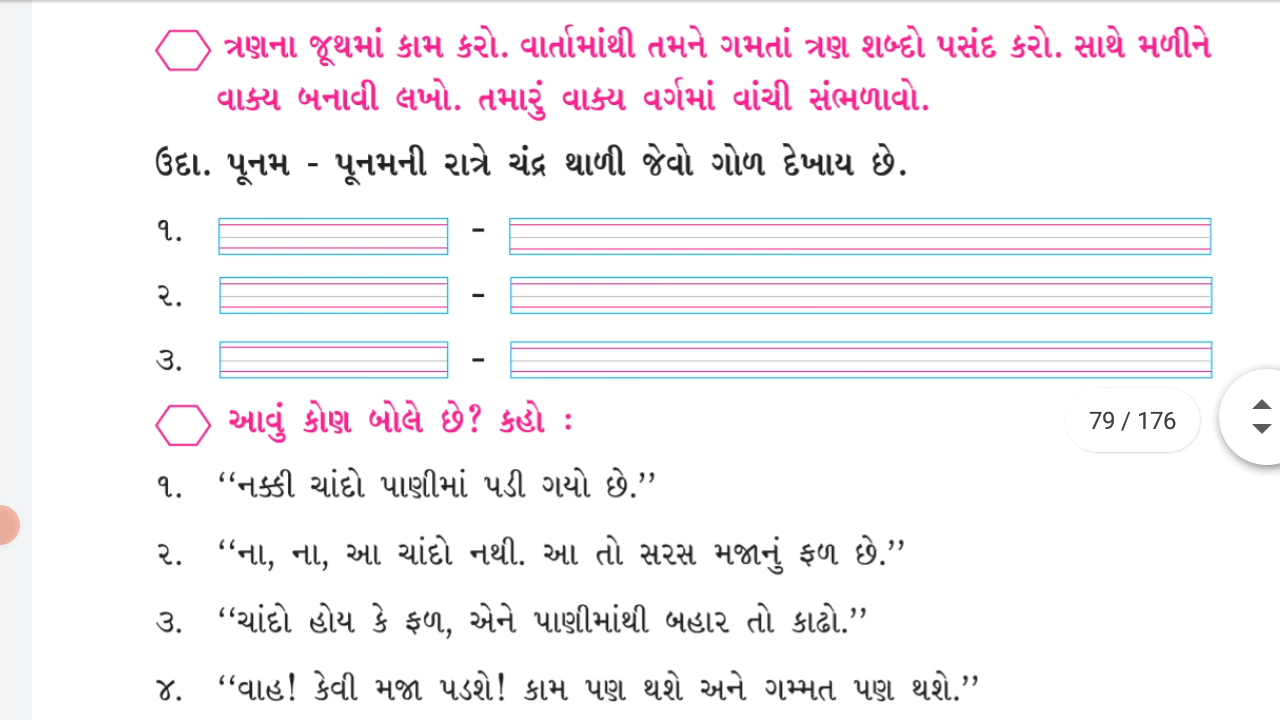 ત્રણના જૂથમાં કામ કરો. વાર્તામાંથી તમને ગમતાં ત્રણ શબ્દો પસંદ કરો. સાથે મળીને
વાક્ય બનાવી લખો. તમારું વાક્ય વર્ગમાં વાંચી સંભળાવો.
ઉદા. પૂનમ - પૂનમની રાત્રે ચંદ્ર થાળી જેવો ગોળ દેખાય છે.
૧. -
૨. -
૩. -
આવું કોણ બોલે છે? કહો :
79 / 176
૧. ‘‘નક્કી ચાંદો પાણીમાં પડી ગયો છે.’’
૨. ‘‘ના, ના, આ ચાંદો નથી. આ તો સરસ મજાનું ફળ છે.’’
૩. ‘‘ચાંદો હોય કે ફળ, એને પાણીમાંથી બહાર તો કાઢો.’’
૪. ‘‘વાહ! કેવી મજા પડશે! કામ પણ થશે અને ગમ્મત પણ થશે.’’